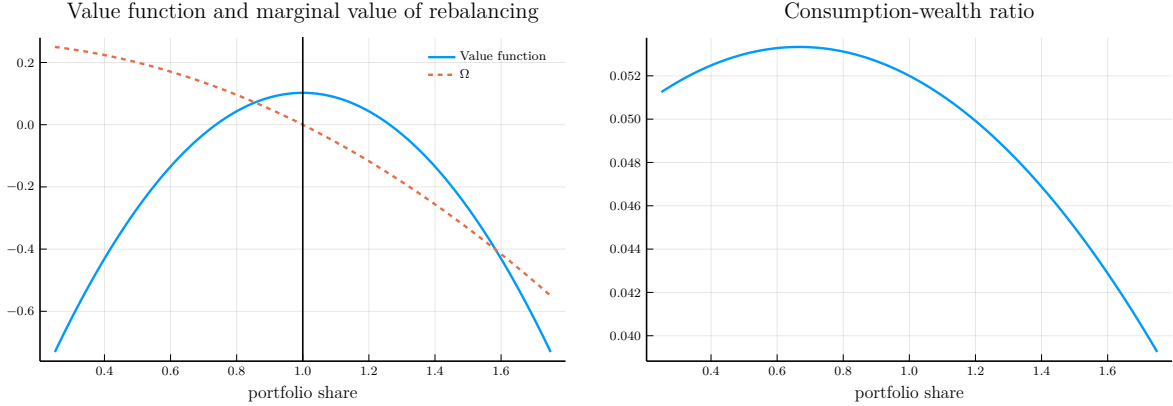 Value function and marginal value of rebalancing
Value function
Ω
0.2
0.0
−0.2
−0.4
−0.6
0.4 0.6 0.8 1.0 1.2 1.4 1.6
portfolio share
Consumption-wealth ratio
0.052
0.050
0.048
0.046
0.044
0.042
0.040
0.4 0.6 0.8 1.0 1.2 1.4 1.6
portfolio share